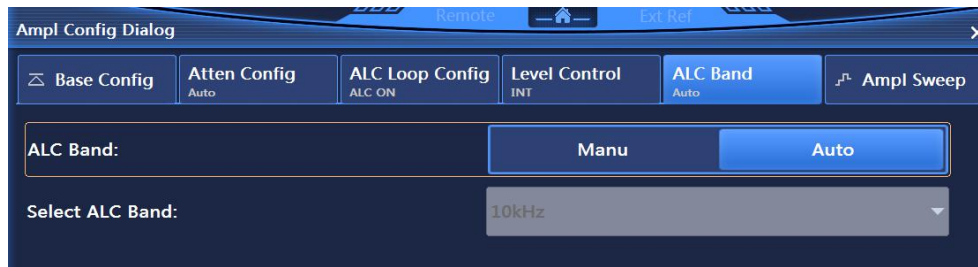 Remote
Ext Ref
Ampl Config Dialog
Base Config
Atten Config
Auto
ALC Loop Config
ALC ON
Level Control
INT
ALC Band
Auto
Ampl Sweep
ALC Band:
Manu
Auto
Select ALC Band:
10kHz